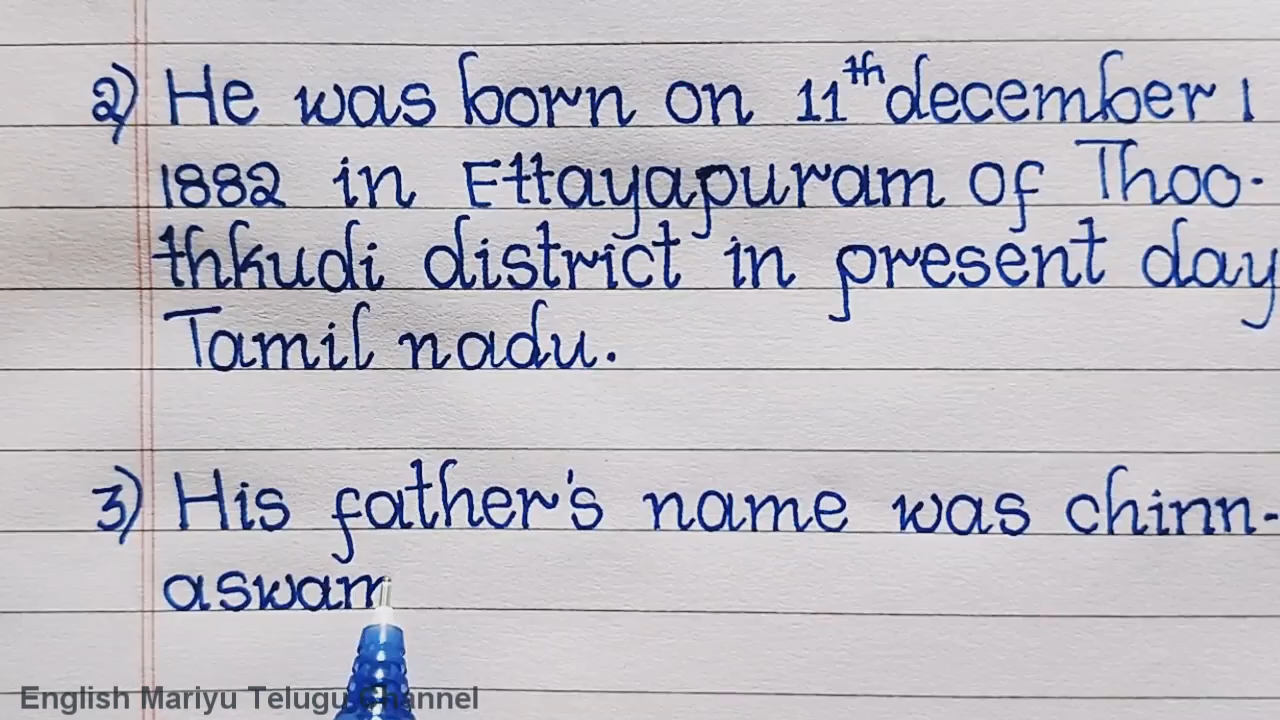 2) He was born on 11th december 1
1882 in Ettayapuram of Thoo-
thkudi district in present day
Tamil nadu.
3) His father's name was chinn-
aswam
English Mariyu Telugu Channel